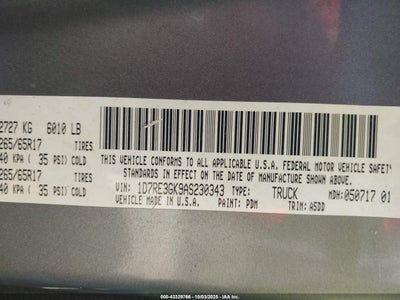 2727 KG 6010 LB
265/65R17 TIRES
40 KPA ( 35 PSI) COLD
265/65R17 TIRES
40 KPA ( 35 PSI) COLD
THIS VEHICLE CONFORMS TO ALL APPLICABLE U.S.A. FEDERAL MOTOR VEHICLE SAFETY
STANDARDS IN EFFECT ON THE DATE OF MANUFACTURE SHOWN ABOVE.
VIN: 1D7RE3GK9AS230343 TYPE: TRUCK MDH: 050717 01
VEHICLE MADE IN U.S.A. PAINT: PDM TRIM: A5DD
000-43329786 - 10/03/2025 - IAA Inc.